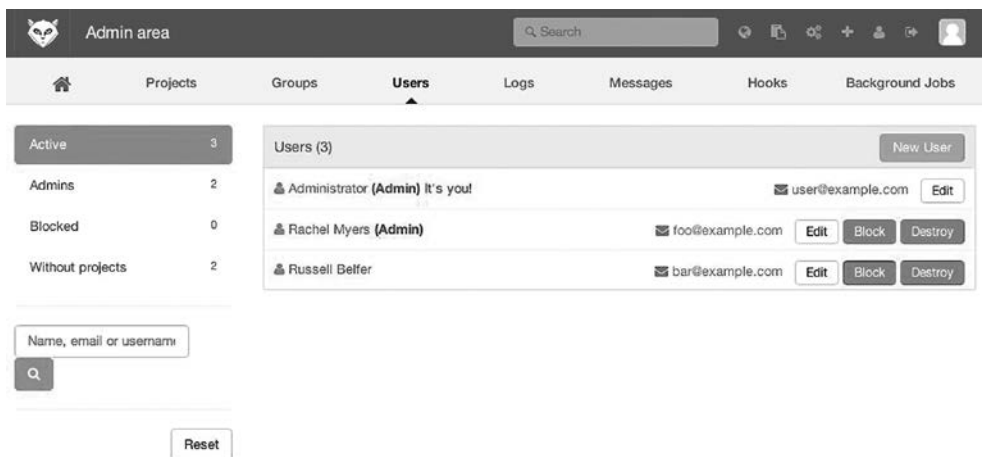 Admin area
Search
Projects Groups Users Logs Messages Hooks Background Jobs
Active 3
Admins 2
Blocked 0
Without projects 2
Name, email or usernam
Reset
Users (3) New User
Administrator (Admin) It's you! user@example.com Edit
Rachel Myers (Admin) foo@example.com Edit Block Destroy
Russell Belfer bar@example.com Edit Block Destroy